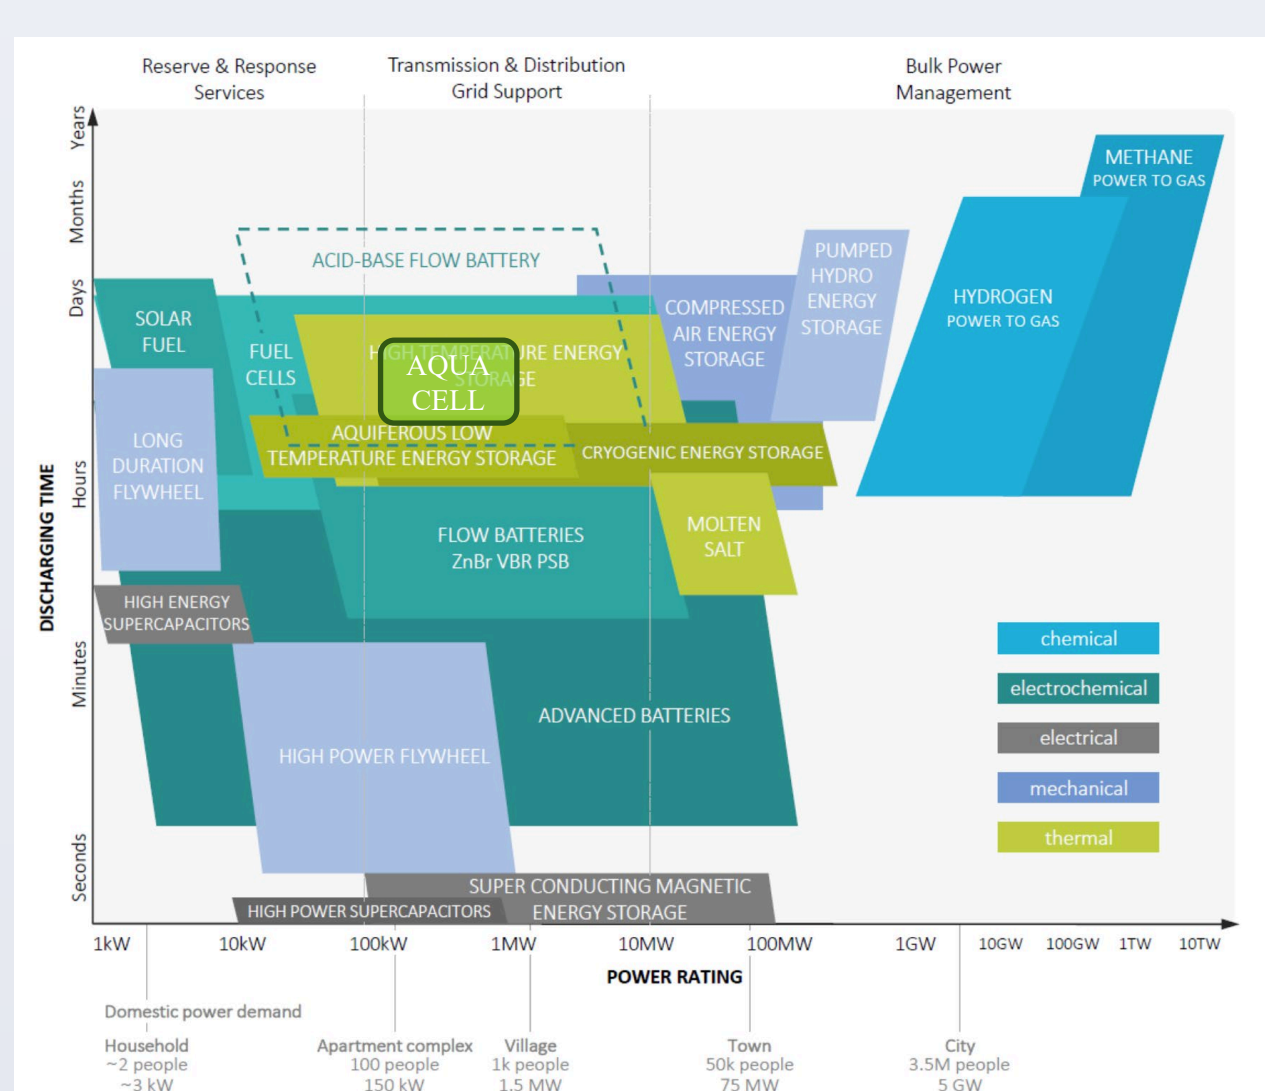 Reserve & Response
Services
Transmission & Distribution
Grid Support
Bulk Power
Management
Years
Months
Days
Hours
Minutes
Seconds
DISCHARGING TIME
METHANE
POWER TO GAS
HYDROGEN
POWER TO GAS
PUMPED
HYDRO
ENERGY
STORAGE
COMPRESSED
AIR ENERGY
STORAGE
ACID-BASE FLOW BATTERY
SOLAR
FUEL
FUEL
CELLS
HIGH TEMPERATURE ENERGY
STORAGE
AQUA
CELL
AQUIFEROUS LOW
TEMPERATURE ENERGY STORAGE
CRYOGENIC ENERGY STORAGE
LONG
DURATION
FLYWHEEL
FLOW BATTERIES
ZnBr VBR PSB
MOLTEN
SALT
HIGH ENERGY
SUPERCAPACITORS
ADVANCED BATTERIES
HIGH POWER FLYWHEEL
SUPER CONDUCTING MAGNETIC
ENERGY STORAGE
HIGH POWER SUPERCAPACITORS
chemical
electrochemical
electrical
mechanical
thermal
1kW 10kW 100kW 1MW 10MW 100MW 1GW 10GW 100GW 1TW 10TW
POWER RATING
Domestic power demand
Household
~2 people
~3 kW
Apartment complex
100 people
150 kW
Village
1k people
1.5 MW
Town
50k people
75 MW
City
3.5M people
5 GW